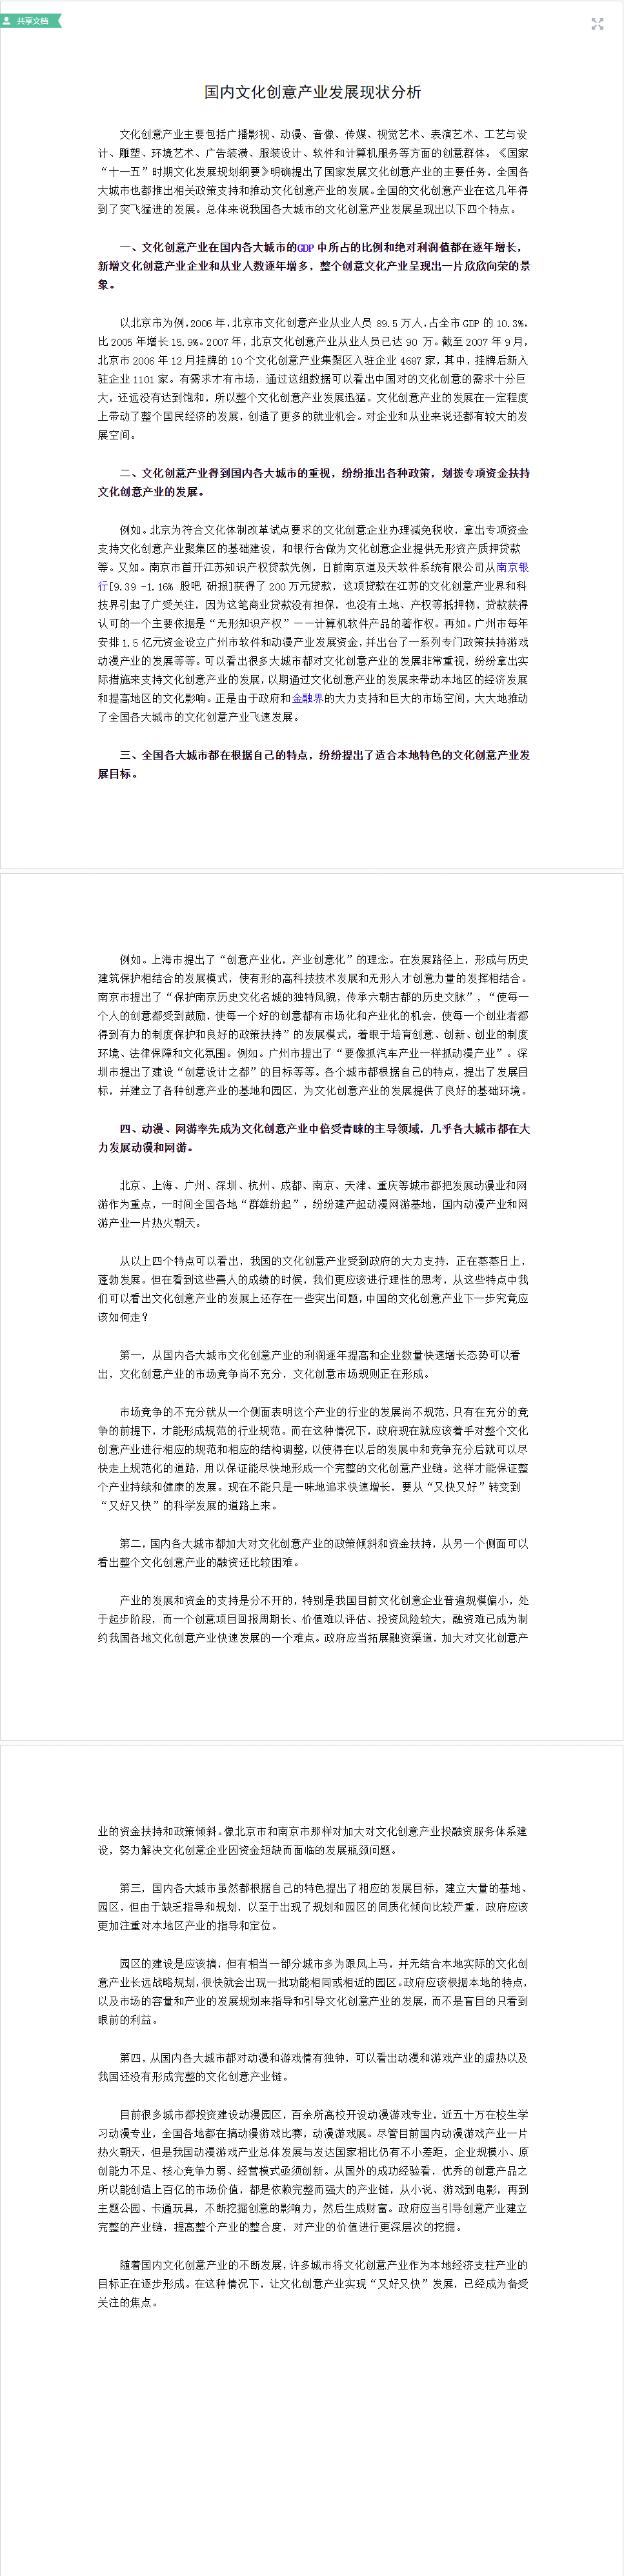 共享文档
国内文化创意产业发展现状分析
文化创意产业主要包括广播影视、动漫、音像、传媒、视觉艺术、表演艺术、工艺与设
计、雕塑、环境艺术、广告装潢、服装设计、软件和计算机服务等方面的创意群体。《国家
“十一五”时期文化发展规划纲要》明确提出了国家发展文化创意产业的主要任务，全国各
大城市也都推出相关政策支持和推动文化创意产业的发展。全国的文化创意产业在这几年得
到了突飞猛进的发展。总体来说我国各大城市的文化创意产业发展呈现出以下四个特点。
一、文化创意产业在国内各大城市的GDP 中所占的比例和绝对利润值都在逐年增长，
新增文化创意产业企业和从业人数逐年增多，整个创意文化产业呈现出一片欣欣向荣的景
象。
以北京市为例，2006 年，北京市文化创意产业从业人员 89.5 万人，占全市 GDP 的 10.3%，
比 2005 年增长 15.9%。2007 年，北京文化创意产业从业人员已达 90 万。截至 2007 年 9 月，
北京市 2006 年 12 月挂牌的 10 个文化创意产业集聚区入驻企业 4687 家，其中，挂牌后新入
驻企业 1101 家。有需求才有市场，通过这组数据可以看出中国对的文化创意的需求十分巨
大，还远没有达到饱和，所以整个文化创意产业发展迅猛。文化创意产业的发展在一定程度
上带动了整个国民经济的发展，创造了更多的就业机会。对企业和从业来说还都有较大的发
展空间。
二、文化创意产业得到国内各大城市的重视，纷纷推出各种政策，划拨专项资金扶持
文化创意产业的发展。
例如。北京为符合文化体制改革试点要求的文化创意企业办理减免税收，拿出专项资金
支持文化创意产业聚集区的基础建设，和银行合做为文化创意企业提供无形资产质押贷款
等。又如。南京市首开江苏知识产权贷款先例，日前南京道及天软件系统有限公司从南京银
行[9.39 -1.16% 股吧 研报]获得了 200 万元贷款，这项贷款在江苏的文化创意产业界和科
技界引起了广受关注，因为这笔商业贷款没有担保，也没有土地、产权等抵押物，贷款获得
认可的一个主要依据是“无形知识产权”——计算机软件产品的著作权。再如。广州市每年
安排 1.5 亿元资金设立广州市软件和动漫产业发展资金，并出台了一系列专门政策扶持游戏
动漫产业的发展等等。可以看出很多大城市都对文化创意产业的发展非常重视，纷纷拿出实
际措施来支持文化创意产业的发展，以期通过文化创意产业的发展来带动本地区的经济发展
和提高地区的文化影响。正是由于政府和金融界的大力支持和巨大的市场空间，大大地推动
了全国各大城市的文化创意产业飞速发展。
三、全国各大城市都在根据自己的特点，纷纷提出了适合本地特色的文化创意产业发
展目标。
例如。上海市提出了“创意产业化，产业创意化”的理念。在发展路径上，形成与历史
建筑保护相结合的发展模式，使有形的高科技技术发展和无形人才创意力量的发挥相结合。
南京市提出了“保护南京历史文化名城的独特风貌，传承六朝古都的历史文脉”，“使每一
个人的创意都受到鼓励，使每一个好的创意都有市场化和产业化的机会，使每一个创业者都
得到有力的制度保护和良好的政策扶持”的发展模式，着眼于培育创意、创新、创业的制度
环境、法律保障和文化氛围。例如。广州市提出了“要像抓汽车产业一样抓动漫产业”。深
圳市提出了建设“创意设计之都”的目标等等。各个城市都根据自己的特点，提出了发展目
标，并建立了各种创意产业的基地和园区，为文化创意产业的发展提供了良好的基础环境。
四、动漫、网游率先成为文化创意产业中倍受青睐的主导领域，几乎各大城市都在大
力发展动漫和网游。
北京、上海、广州、深圳、杭州、成都、南京、天津、重庆等城市都把发展动漫业和网
游作为重点，一时间全国各地“群雄纷起”，纷纷建产起动漫网游基地，国内动漫产业和网
游产业一片热火朝天。
从以上四个特点可以看出，我国的文化创意产业受到政府的大力支持，正在蒸蒸日上，
蓬勃发展。但在看到这些喜人的成绩的时候，我们更应该进行理性的思考，从这些特点中我
们可以看出文化创意产业的发展上还存在一些突出问题，中国的文化创意产业下一步究竟应
该如何走？
第一，从国内各大城市文化创意产业的利润逐年提高和企业数量快速增长态势可以看
出，文化创意产业的市场竞争尚不充分，文化创意市场规则正在形成。
市场竞争的不充分就从一个侧面表明这个产业的行业的发展尚不规范，只有在充分的竞
争的前提下，才能形成规范的行业规范。而在这种情况下，政府现在就应该着手对整个文化
创意产业进行相应的规范和相应的结构调整，以使得在以后的发展中和竞争充分后就可以尽
快走上规范化的道路，用以保证能尽快地形成一个完整的文化创意产业链。这样才能保证整
个产业持续和健康的发展。现在不能只是一味地追求快速增长，要从“又快又好”转变到
“又好又快”的科学发展的道路上来。
第二，国内各大城市都加大对文化创意产业的政策倾斜和资金扶持，从另一个侧面可以
看出整个文化创意产业的融资还比较困难。
产业的发展和资金的支持是分不开的，特别是我国目前文化创意企业普遍规模偏小，处
于起步阶段，而一个创意项目回报周期长、价值难以评估、投资风险较大，融资难已成为制
约我国各地文化创意产业快速发展的一个难点。政府应当拓展融资渠道，加大对文化创意产
业的资金扶持和政策倾斜。像北京市和南京市那样对加大对文化创意产业投融资服务体系建
设，努力解决文化创意企业因资金短缺而面临的发展瓶颈问题。
第三，国内各大城市虽然都根据自己的特色提出了相应的发展目标，建立大量的基地、
园区，但由于缺乏指导和规划，以至于出现了规划和园区的同质化倾向比较严重，政府应该
更加注重对本地区产业的指导和定位。
园区的建设是应该搞，但有相当一部分城市多为跟风上马，并无结合本地实际的文化创
意产业长远战略规划，很快就会出现一批功能相同或相近的园区。政府应该根据本地的特点，
以及市场的容量和产业的发展规划来指导和引导文化创意产业的发展，而不是盲目的只看到
眼前的利益。
第四，从国内各大城市都对动漫和游戏情有独钟，可以看出动漫和游戏产业的虚热以及
我国还没有形成完整的文化创意产业链。
目前很多城市都投资建设动漫园区，百余所高校开设动漫游戏专业，近五十万在校生学
习动漫专业，全国各地都在搞动漫游戏比赛，动漫游戏展。尽管目前国内动漫游戏产业一片
热火朝天，但是我国动漫游戏产业总体发展与发达国家相比仍有不小差距，企业规模小、原
创能力不足、核心竞争力弱、经营模式亟须创新。从国外的成功经验看，优秀的创意产品之
所以能创造上百亿的市场价值，都是依赖完整而强大的产业链，从小说、游戏到电影，再到
主题公园、卡通玩具，不断挖掘创意的影响力，然后生成财富。政府应当引导创意产业建立
完整的产业链，提高整个产业的整合度，对产业的价值进行更深层次的挖掘。
随着国内文化创意产业的不断发展，许多城市将文化创意产业作为本地经济支柱产业的
目标正在逐步形成。在这种情况下，让文化创意产业实现“又好又快”发展，已经成为备受
关注的焦点。